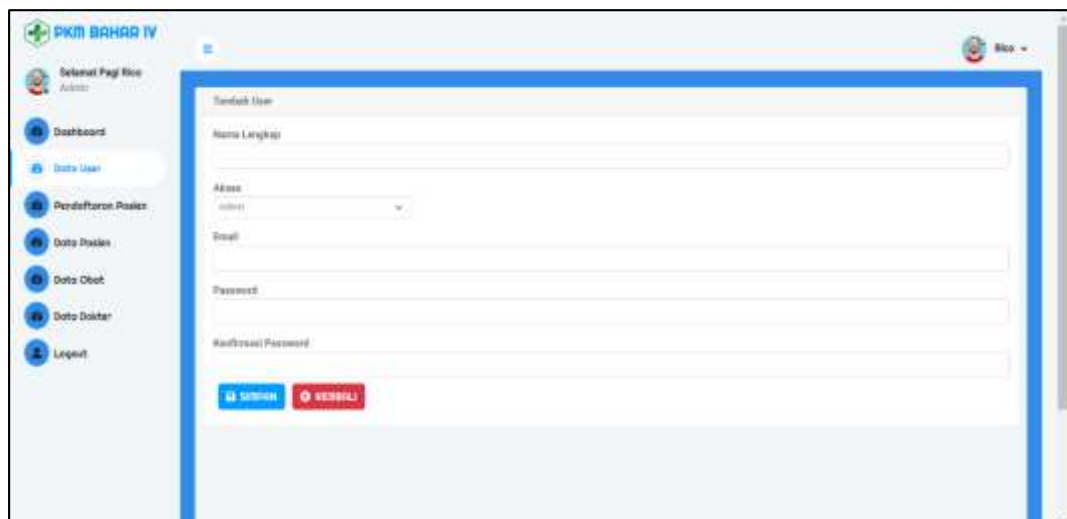 PKM BAHAR IV
Rico
Selamat Pagi Rico
Admin
Dashboard
Data User
Pendaftaran Pasien
Data Pasien
Data Obat
Data Dokter
Logout
Tambah User
Nama Lengkap
Akses
Admin
Email
Password
Konfirmasi Password
SIMPAN
KEMBALI